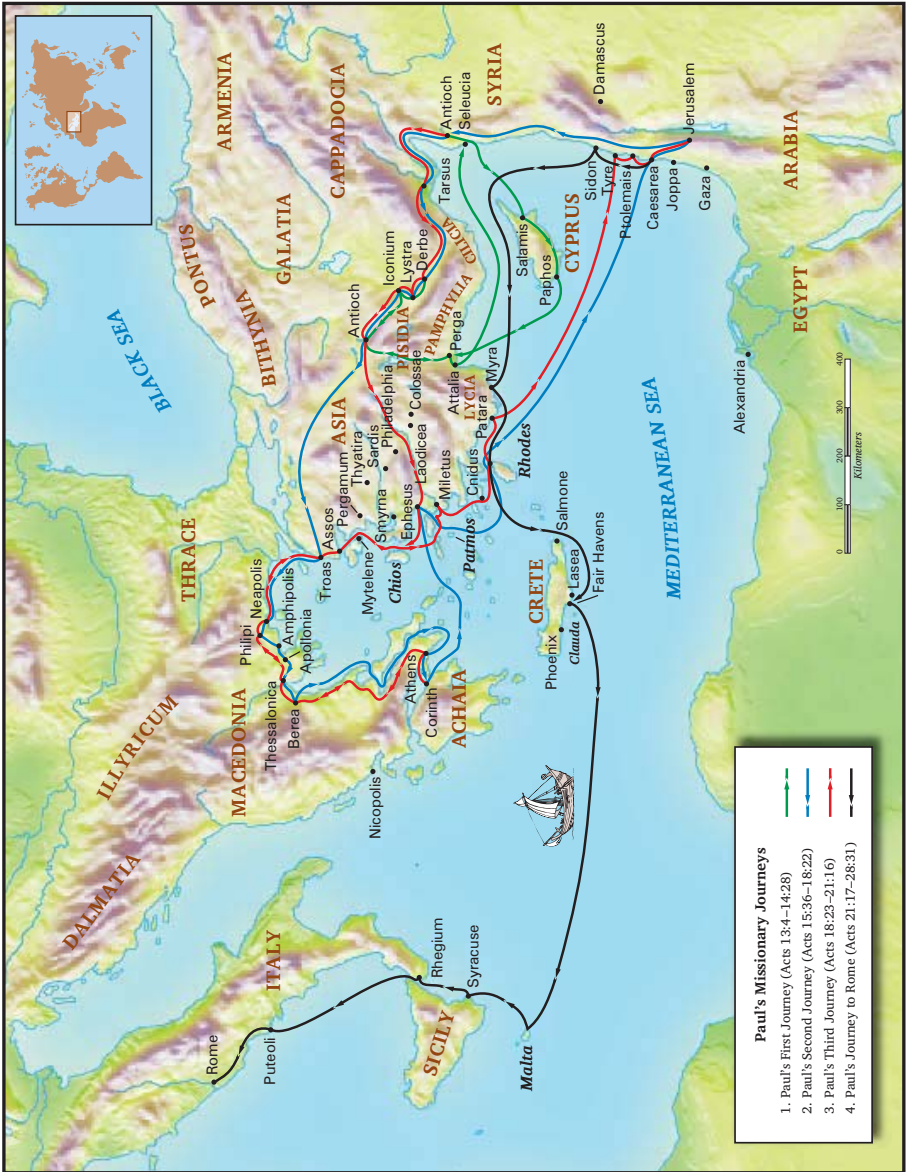 BLACK SEA
PONTUS
ARMENIA
BITHYNIA
GALATIA
CAPPADOCIA
THRACE
ILLYRICUM
DALMATIA
MACEDONIA
ITALY
ASIA
PISIDIA
PAMPHYLIA
CILICIA
LYCIA
SYRIA
CYPRUS
CRETE
ACHAIA
SICILY
ARABIA
EGYPT
MEDITERRANEAN SEA
Rome
Puteoli
Rhegium
Syracuse
Malta
Philipi
Neapolis
Amphipolis
Apollonia
Thessalonica
Berea
Nicopolis
Athens
Corinth
Troas
Assos
Mytelene
Chios
Pergamum
Thyatira
Sardis
Smyrna
Philadelphia
Ephesus
Laodicea
Colossae
Miletus
Patmos
Cnidus
Rhodes
Patara
Myra
Attalia
Perga
Antioch
Iconium
Lystra
Derbe
Tarsus
Antioch
Seleucia
Salamis
Paphos
Damascus
Sidon
Tyre
Ptolemais
Caesarea
Joppa
Jerusalem
Gaza
Alexandria
Salmone
Lasea
Fair Havens
Phoenix
Clauda
0 100 200 300 400
Kilometers
Paul's Missionary Journeys
1. Paul's First Journey (Acts 13:4–14:28)
2. Paul's Second Journey (Acts 15:36–18:22)
3. Paul's Third Journey (Acts 18:23–21:16)
4. Paul's Journey to Rome (Acts 21:17–28:31)